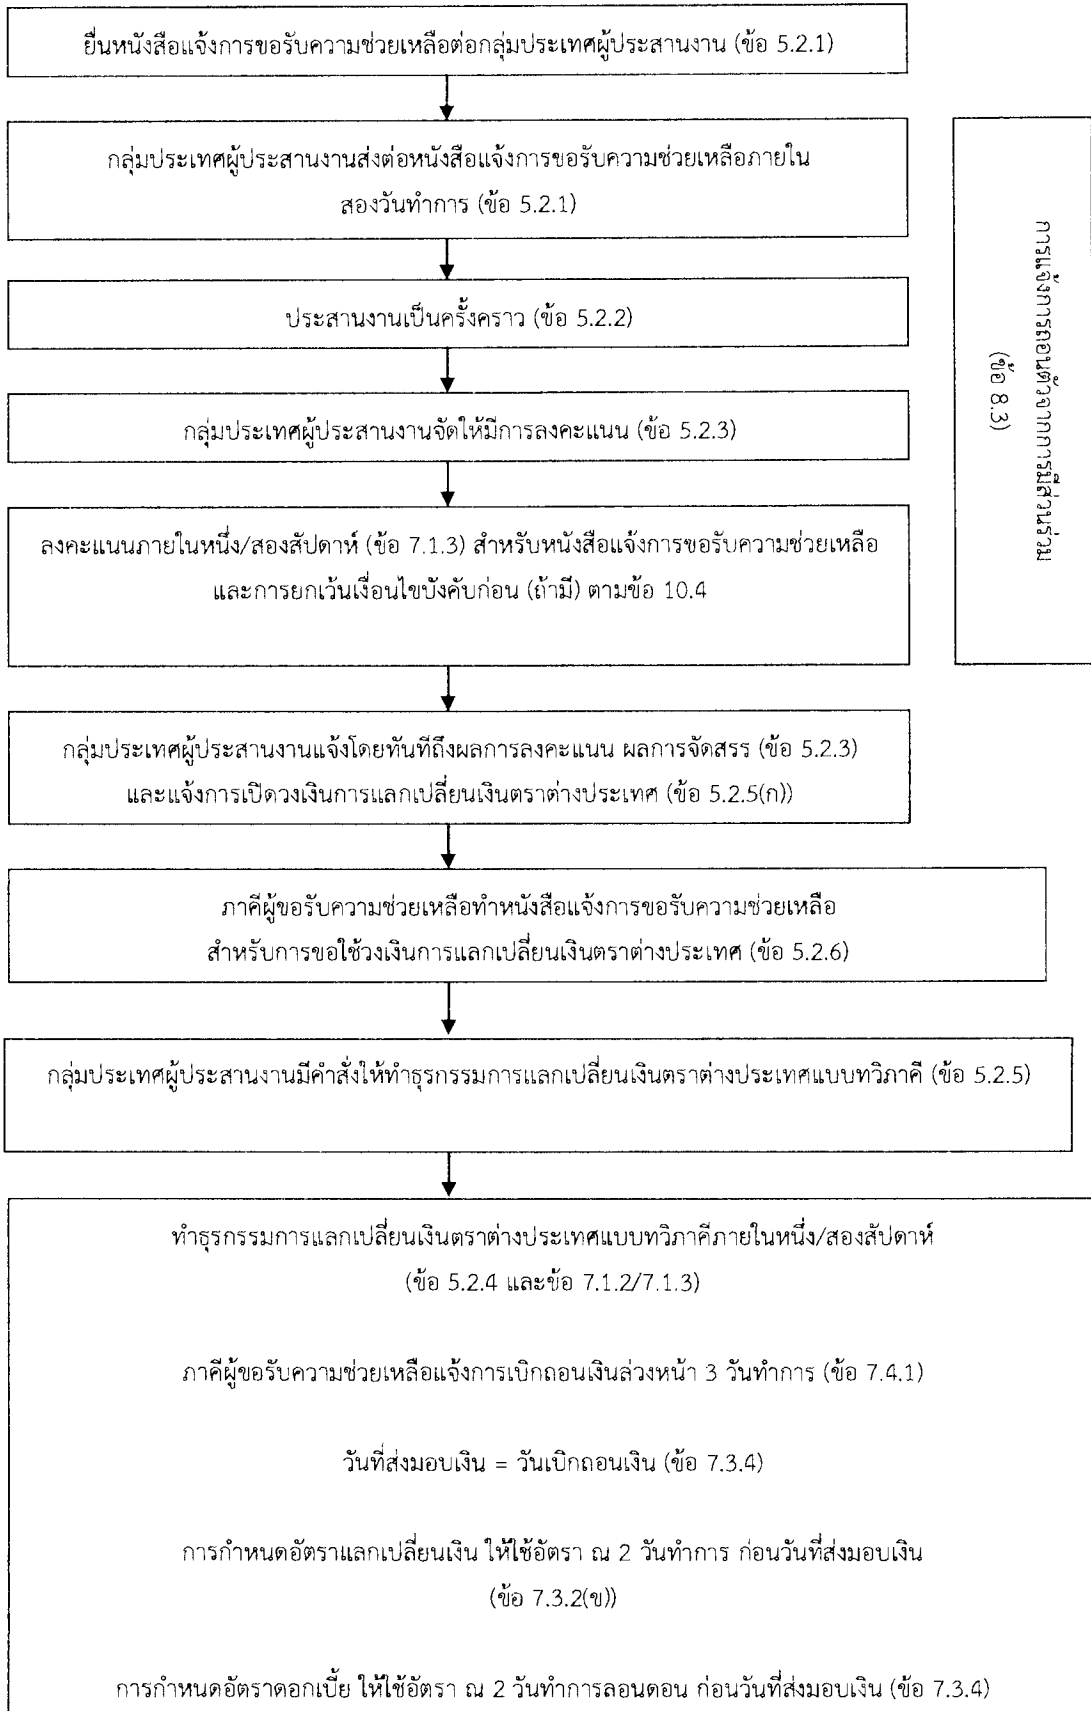 ยื่นหนังสือแจ้งการขอรับความช่วยเหลือต่อกลุ่มประเทศผู้ประสานงาน (ข้อ 5.2.1)
กลุ่มประเทศผู้ประสานงานส่งต่อหนังสือแจ้งการขอรับความช่วยเหลือภายใน
สองวันทำการ (ข้อ 5.2.1)
ประสานงานเป็นครั้งคราว (ข้อ 5.2.2)
กลุ่มประเทศผู้ประสานงานจัดให้มีการลงคะแนน (ข้อ 5.2.3)
ลงคะแนนภายในหนึ่ง/สองสัปดาห์ (ข้อ 7.1.3) สำหรับหนังสือแจ้งการขอรับความช่วยเหลือ
และการยกเว้นเงื่อนไขบังคับก่อน (ถ้ามี) ตามข้อ 10.4
การแจ้งการถอนตัวจากการมีส่วนร่วม
(ข้อ 8.3)
กลุ่มประเทศผู้ประสานงานแจ้งโดยทันทีถึงผลการลงคะแนน ผลการจัดสรร (ข้อ 5.2.3)
และแจ้งการเปิดวงเงินการแลกเปลี่ยนเงินตราต่างประเทศ (ข้อ 5.2.5(ก))
ภาคีผู้ขอรับความช่วยเหลือทำหนังสือแจ้งการขอรับความช่วยเหลือ
สำหรับการขอใช้วงเงินการแลกเปลี่ยนเงินตราต่างประเทศ (ข้อ 5.2.6)
กลุ่มประเทศผู้ประสานงานมีคำสั่งให้ทำธุรกรรมการแลกเปลี่ยนเงินตราต่างประเทศแบบทวิภาคี (ข้อ 5.2.5)
ทำธุรกรรมการแลกเปลี่ยนเงินตราต่างประเทศแบบทวิภาคีภายในหนึ่ง/สองสัปดาห์
(ข้อ 5.2.4 และข้อ 7.1.2/7.1.3)
ภาคีผู้ขอรับความช่วยเหลือแจ้งการเบิกถอนเงินล่วงหน้า 3 วันทำการ (ข้อ 7.4.1)
วันที่ส่งมอบเงิน = วันเบิกถอนเงิน (ข้อ 7.3.4)
การกำหนดอัตราแลกเปลี่ยนเงิน ให้ใช้อัตรา ณ 2 วันทำการ ก่อนวันที่ส่งมอบเงิน
(ข้อ 7.3.2(ข))
การกำหนดอัตราดอกเบี้ย ให้ใช้อัตรา ณ 2 วันทำการลอนดอน ก่อนวันที่ส่งมอบเงิน (ข้อ 7.3.4)